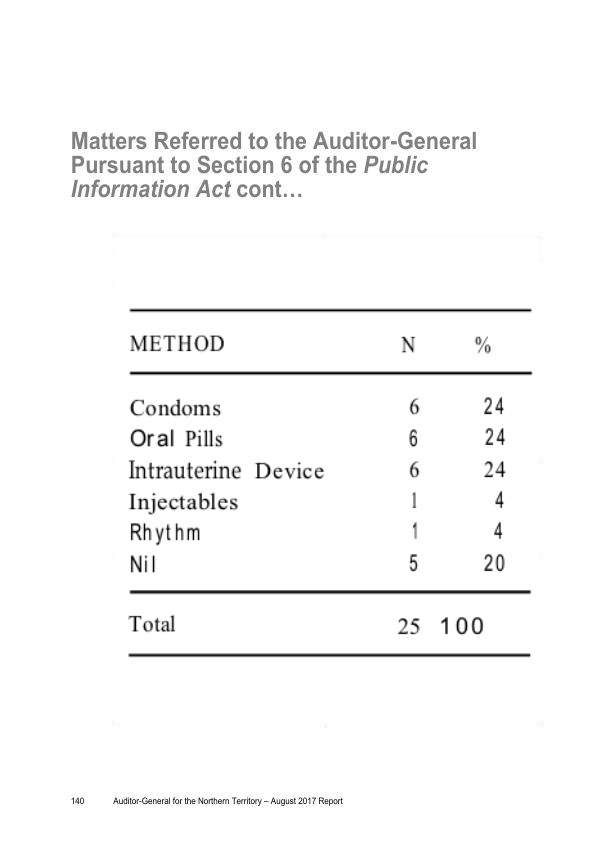 Matters Referred to the Auditor-General
Pursuant to Section 6 of the Public
Information Act cont…
METHOD N %
Condoms 6 24
Oral Pills 6 24
Intrauterine Device 6 24
Injectables 1 4
Rhythm 1 4
Nil 5 20
Total 25 100
140 Auditor-General for the Northern Territory – August 2017 Report